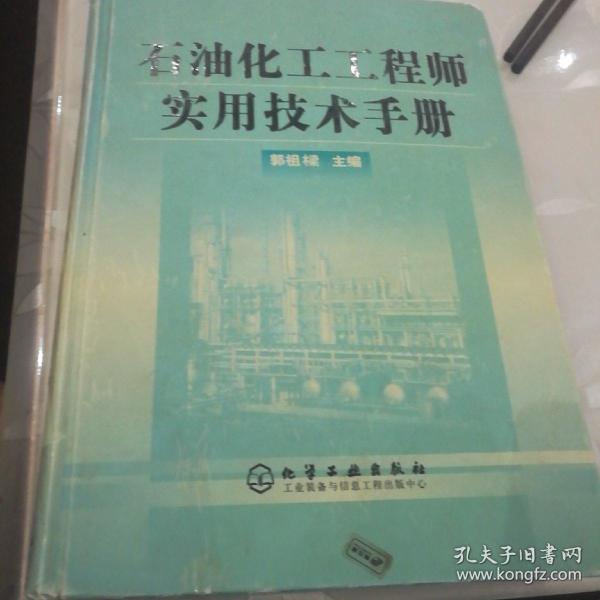 石油化工工程师
实用技术手册
郭祖樑 主编
化学工业出版社
工业装备与信息工程出版中心
孔夫子旧书网
www.kongfz.com